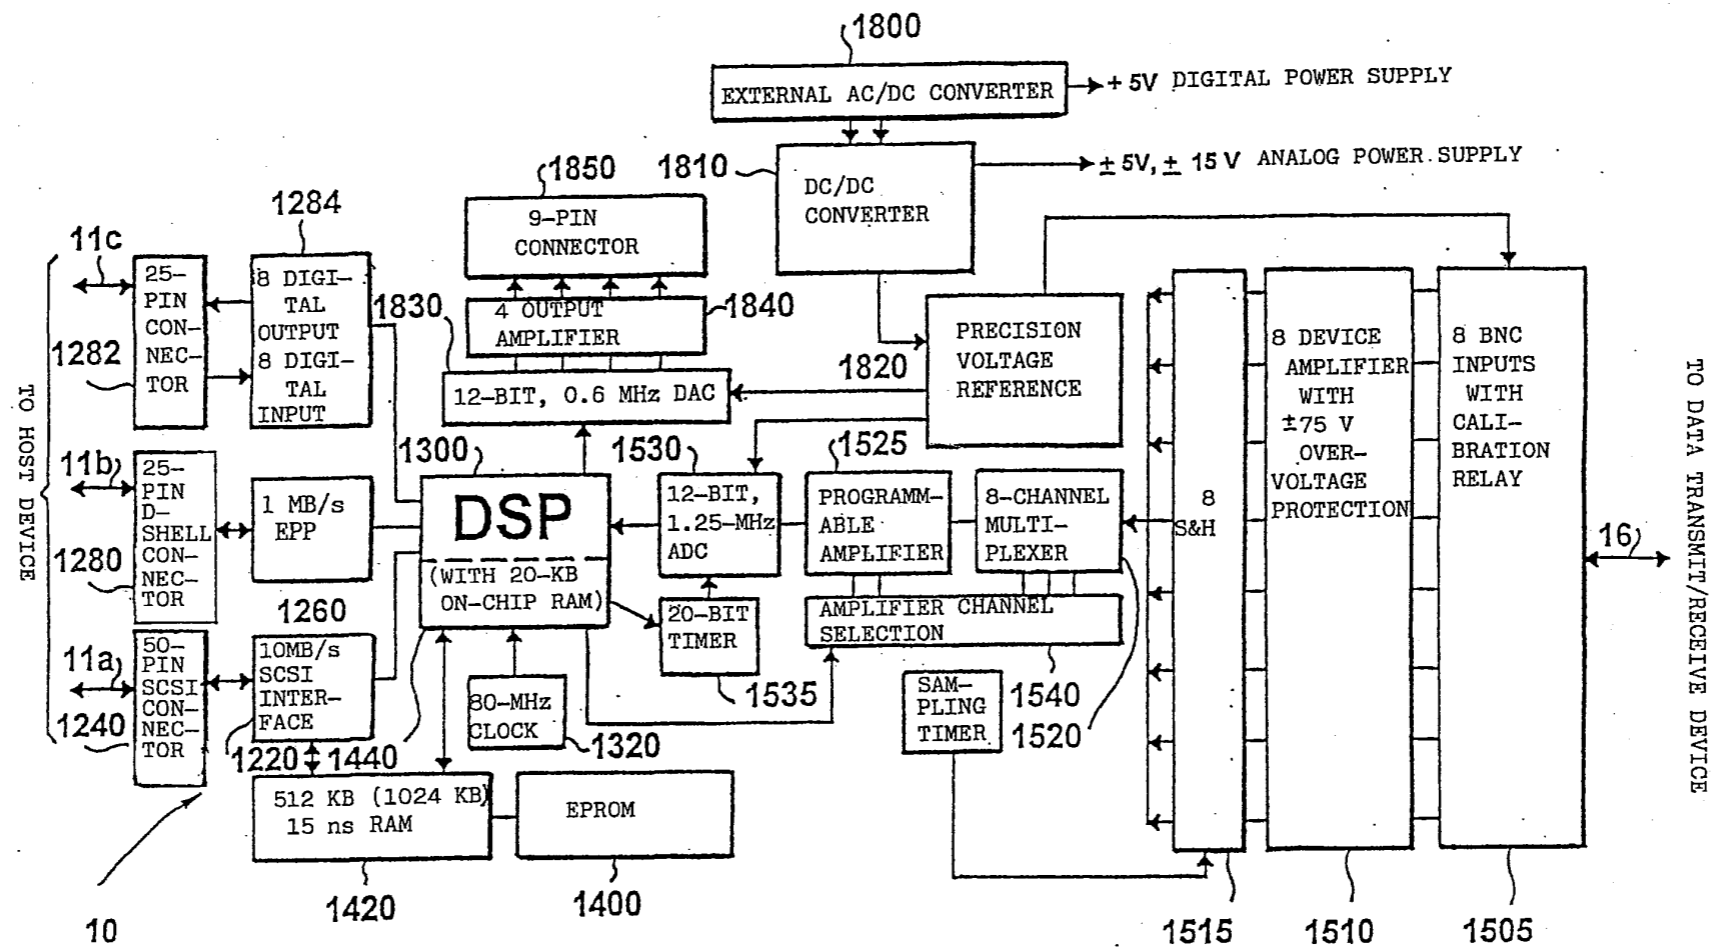 1800
EXTERNAL AC/DC CONVERTER
+ 5V DIGITAL POWER SUPPLY
1810
DC/DC
CONVERTER
± 5V, ± 15 V ANALOG POWER SUPPLY
1850
9-PIN
CONNECTOR
1284
11c
25-
PIN
CON-
NEC-
TOR
8 DIGI-
TAL
OUTPUT
8 DIGI-
TAL
INPUT
1282
1830
4 OUTPUT
AMPLIFIER
1840
12-BIT, 0.6 MHz DAC
1820
PRECISION
VOLTAGE
REFERENCE
TO HOST DEVICE
11b
25-
PIN
D-
SHELL
CON-
NEC-
TOR
1280
1 MB/s
EPP
1260
1300
DSP
(WITH 20-KB
ON-CHIP RAM)
1530
12-BIT,
1.25-MHz
ADC
1525
PROGRAMM-
ABLE
AMPLIFIER
8-CHANNEL
MULTI-
PLEXER
8
S&H
8 DEVICE
AMPLIFIER
WITH
±75 V
OVER-
VOLTAGE
PROTECTION
8 BNC
INPUTS
WITH
CALI-
BRATION
RELAY
16
TO DATA TRANSMIT/RECEIVE DEVICE
11a
50-
PIN
SCSI
CON-
NEC-
TOR
1240
10MB/s
SCSI
INTER-
FACE
1220
1440
80-MHz
CLOCK
1320
20-BIT
TIMER
1535
AMPLIFIER CHANNEL
SELECTION
1540
1520
SAM-
PLING
TIMER
512 KB (1024 KB)
15 ns RAM
EPROM
10
1420
1400
1515
1510
1505